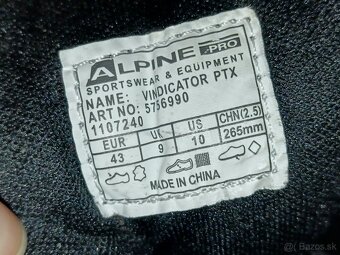 ALPINE PRO
SPORTSWEAR & EQUIPMENT
NAME: VINDICATOR PTX
ART NO: 5756990
1107240
EUR UK US CHN(2.5)
43 9 10 265mm
MADE IN CHINA
Bazos.sk